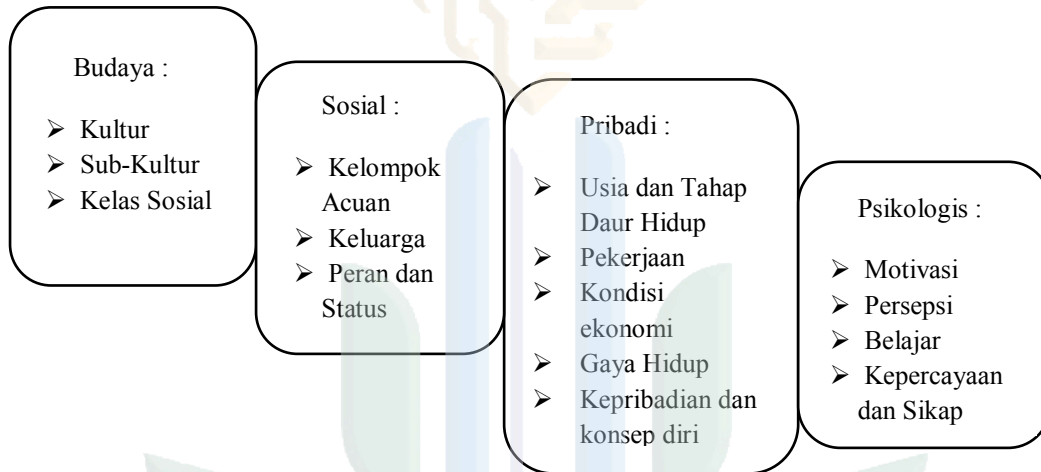 Budaya :
➤ Kultur
➤ Sub-Kultur
➤ Kelas Sosial
Sosial :
➤ Kelompok
Acuan
➤ Keluarga
➤ Peran dan
Status
Pribadi :
➤ Usia dan Tahap
Daur Hidup
➤ Pekerjaan
➤ Kondisi
ekonomi
➤ Gaya Hidup
➤ Kepribadian dan
konsep diri
Psikologis :
➤ Motivasi
➤ Persepsi
➤ Belajar
➤ Kepercayaan
dan Sikap